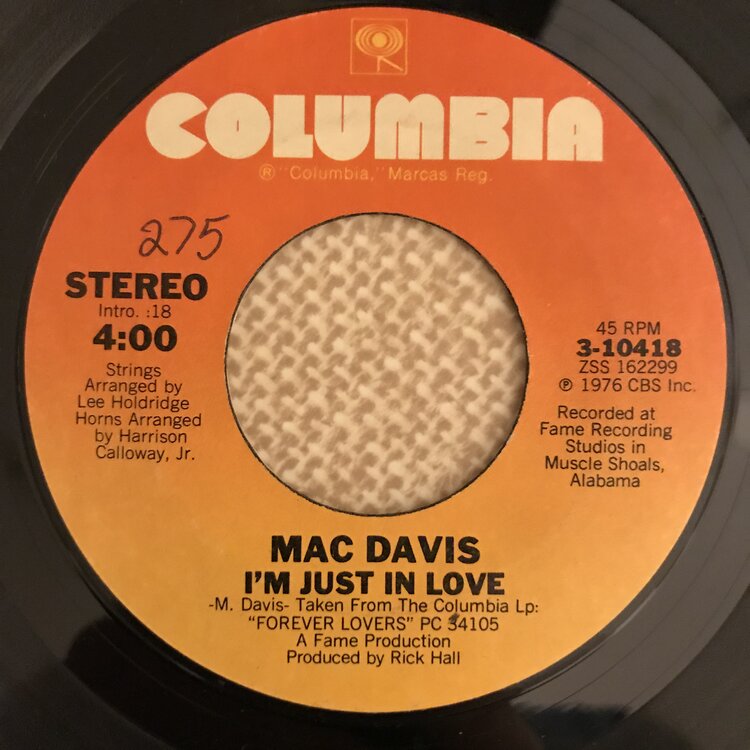 COLUMBIA
® "Columbia," Marcas Reg.
275
STEREO
Intro. :18
4:00
Strings
Arranged by
Lee Holdridge
Horns Arranged
by Harrison
Calloway, Jr.
45 RPM
3-10418
ZSS 162299
℗ 1976 CBS Inc.
Recorded at
Fame Recording
Studios in
Muscle Shoals,
Alabama
MAC DAVIS
I'M JUST IN LOVE
-M. Davis- Taken From The Columbia Lp:
"FOREVER LOVERS" PC 34105
A Fame Production
Produced by Rick Hall